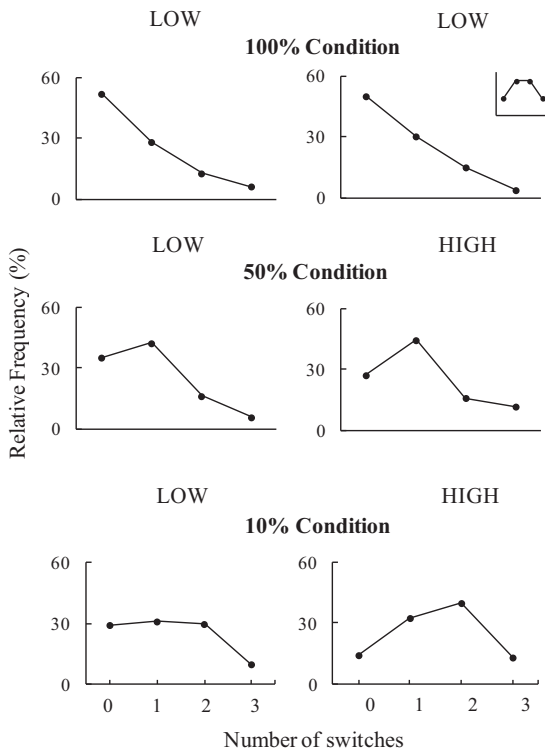 LOW LOW
100% Condition
60 60
30 30
0 0
LOW HIGH
50% Condition
60 60
30 30
0 0
LOW HIGH
10% Condition
60 60
30 30
0 0
0 1 2 3 0 1 2 3
Number of switches
Relative Frequency (%)